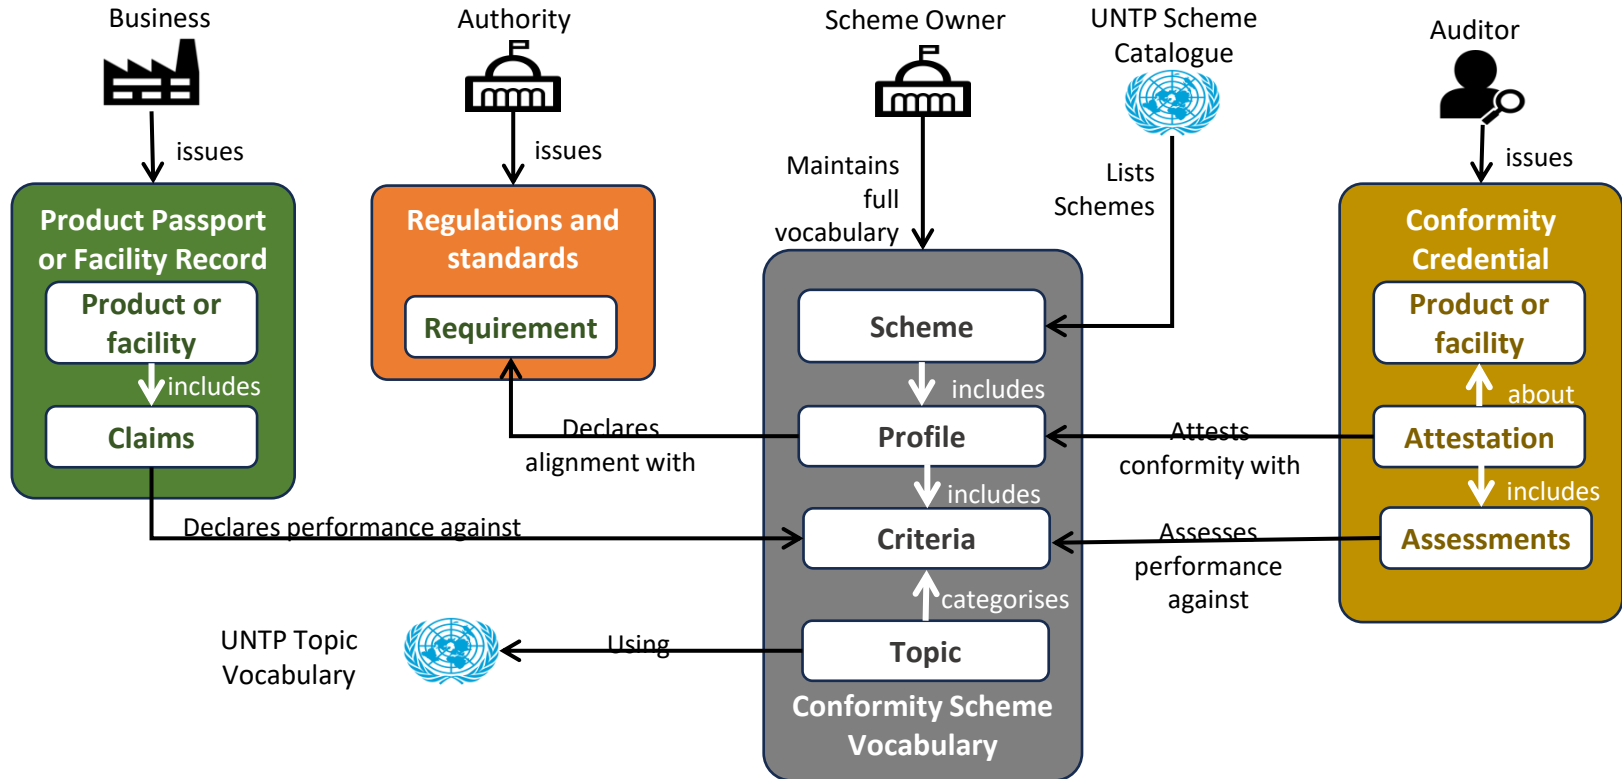 Business
Authority
Scheme Owner
UNTP Scheme
Catalogue
Auditor
issues
issues
Maintains
full
vocabulary
Lists
Schemes
issues
Product Passport
or Facility Record
Product or
facility
includes
Claims
Regulations and
standards
Requirement
Scheme
includes
Profile
includes
Criteria
categorises
Topic
Conformity Scheme
Vocabulary
Conformity
Credential
Product or
facility
about
Attestation
includes
Assessments
Declares
alignment with
Attests
conformity with
Declares performance against
Assesses
performance
against
UNTP Topic
Vocabulary
Using